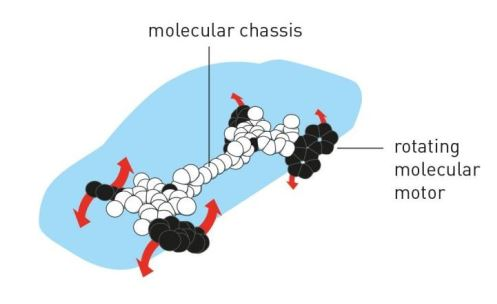 molecular chassis
rotating
molecular
motor